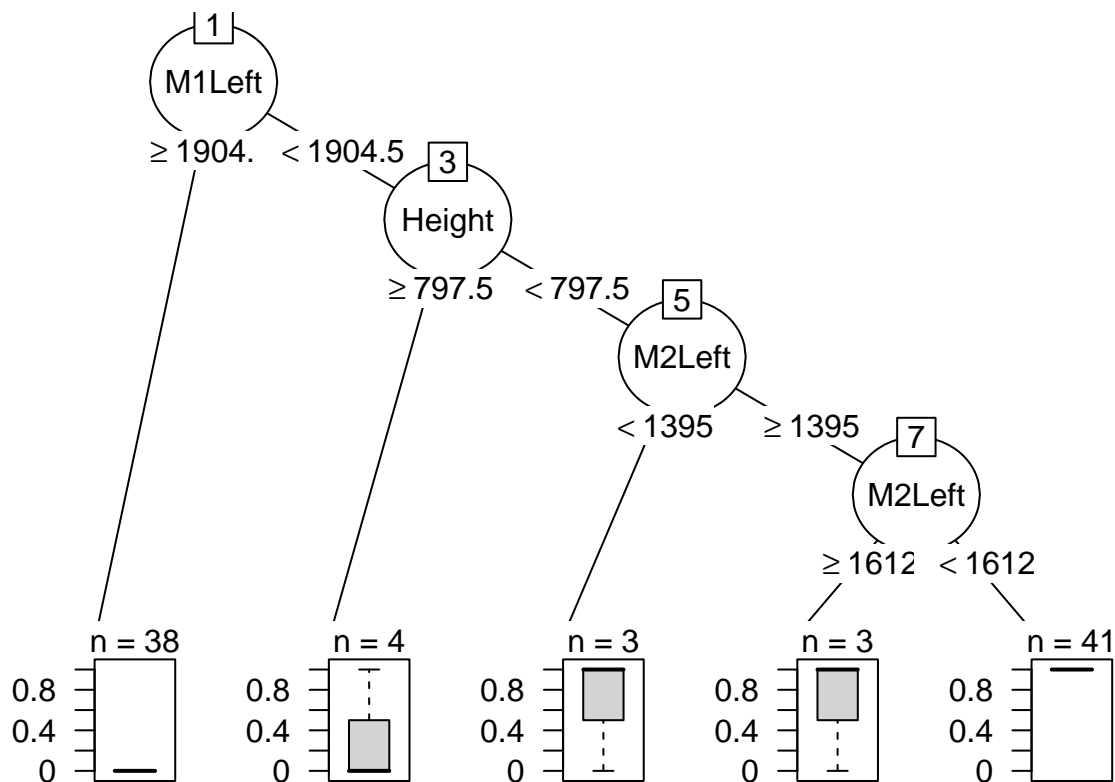 1
M1Left
≥ 1904. < 1904.5
3
Height
≥ 797.5 < 797.5
5
M2Left
< 1395 ≥ 1395
7
M2Left
≥ 1612 < 1612
n = 38 n = 4 n = 3 n = 3 n = 41
0.8 0.8 0.8 0.8 0.8
0.4 0.4 0.4 0.4 0.4
0 0 0 0 0